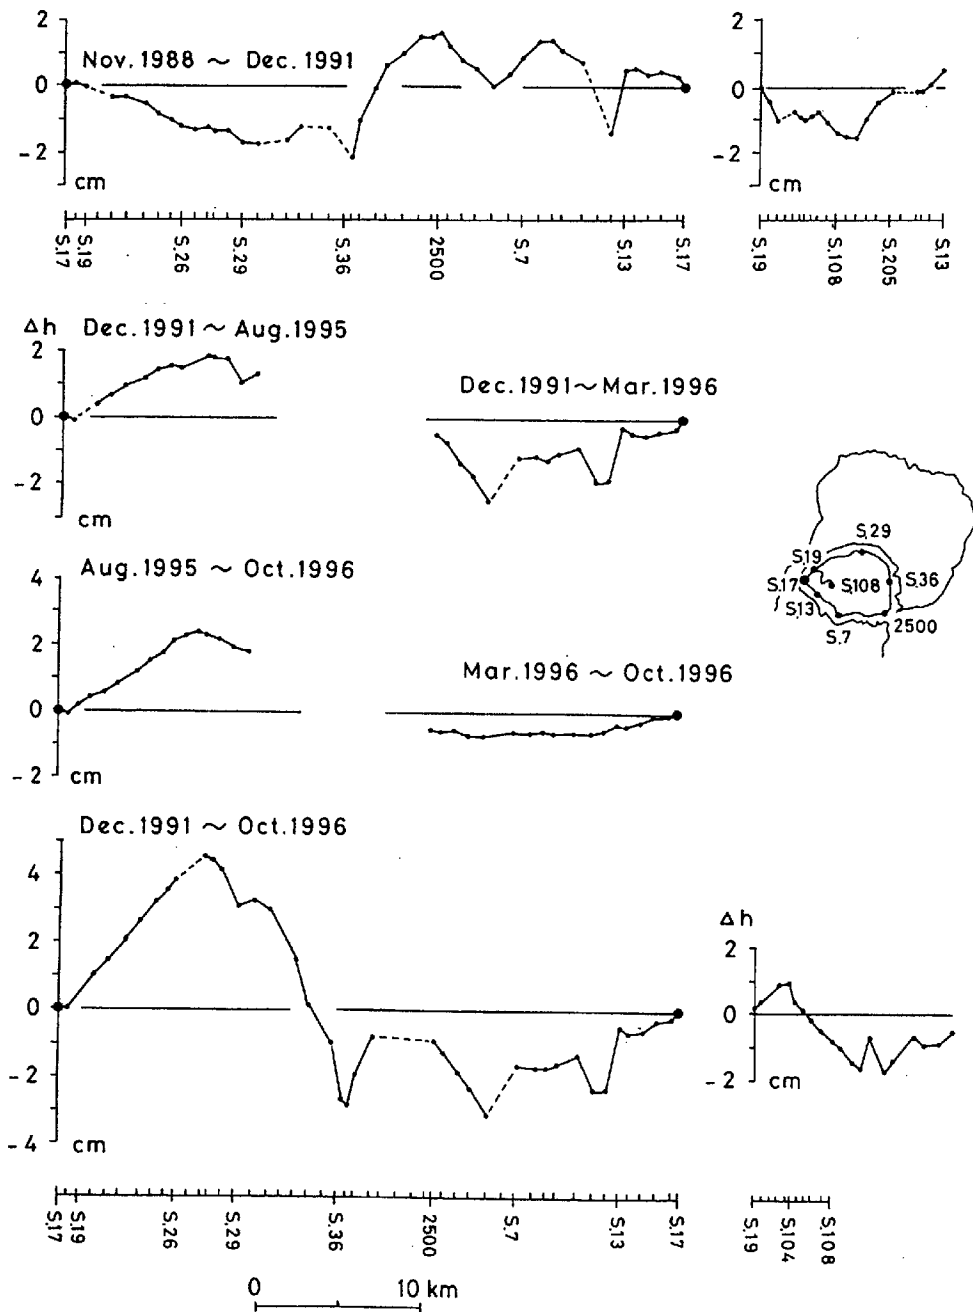 2
0
-2
cm
Nov.1988 ~ Dec.1991
2
0
-2
cm
S.17
S.19
S.26
S.29
S.36
2500
S.7
S.13
S.17
S.19
S.108
S.205
S.13
Δh
Dec.1991 ~ Aug.1995
2
0
-2
cm
Dec.1991 ~ Mar.1996
Aug.1995 ~ Oct.1996
4
2
0
-2
cm
Mar.1996 ~ Oct.1996
S.29
S.19
S.17
S.108
S.36
S.13
S.7
2500
Dec.1991 ~ Oct.1996
4
2
0
-2
-4
cm
Δh
2
0
-2
cm
S.17
S.19
S.26
S.29
S.36
2500
S.7
S.13
S.17
S.19
S.104
S.108
0
10 km